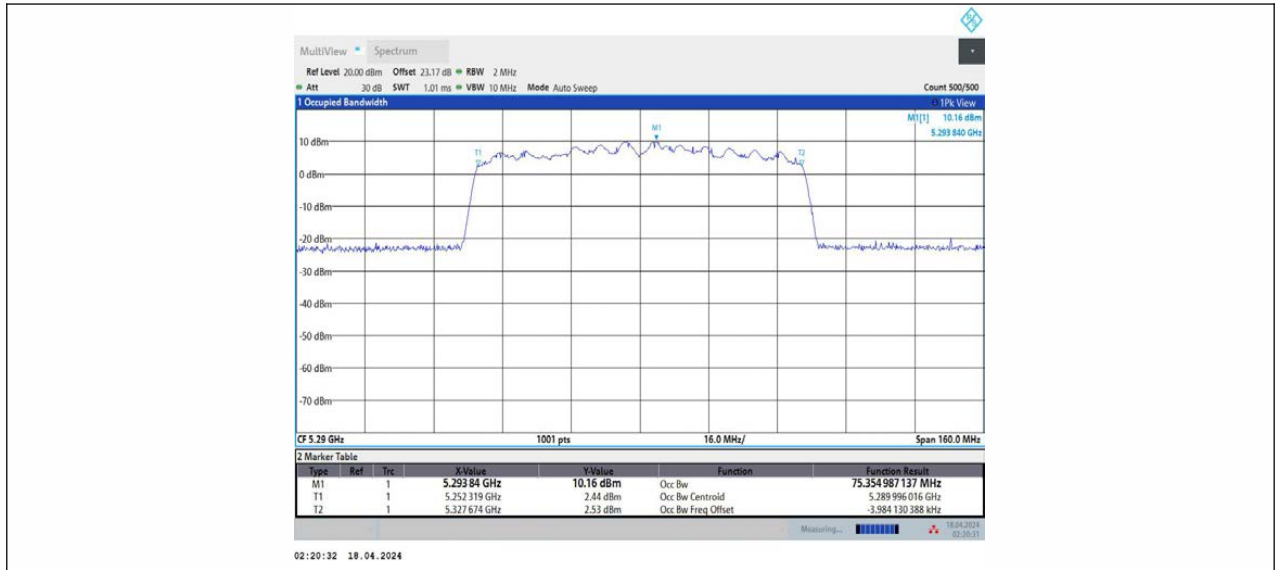 MultiView Spectrum
Ref Level 20.00 dBm Offset 23.17 dB RBW 2 MHz
Att 30 dB SWT 1.01 ms VBW 10 MHz Mode Auto Sweep Count 500/500
1 Occupied Bandwidth 1Pk View
M1[1] 10.16 dBm
5.293 840 GHz
M1
10 dBm
T1 T2
0 dBm
-10 dBm
-20 dBm
-30 dBm
-40 dBm
-50 dBm
-60 dBm
-70 dBm
CF 5.29 GHz 1001 pts 16.0 MHz/ Span 160.0 MHz
2 Marker Table
Type Ref Trc X-Value Y-Value Function Function Result
M1 1 5.293 84 GHz 10.16 dBm Occ Bw 75.354 987 137 MHz
T1 1 5.252 319 GHz 2.44 dBm Occ Bw Centroid 5.289 996 016 GHz
T2 1 5.327 674 GHz 2.53 dBm Occ Bw Freq Offset -3.984 130 388 kHz
Measuring... 18.04.2024
02:20:31
02:20:32 18.04.2024